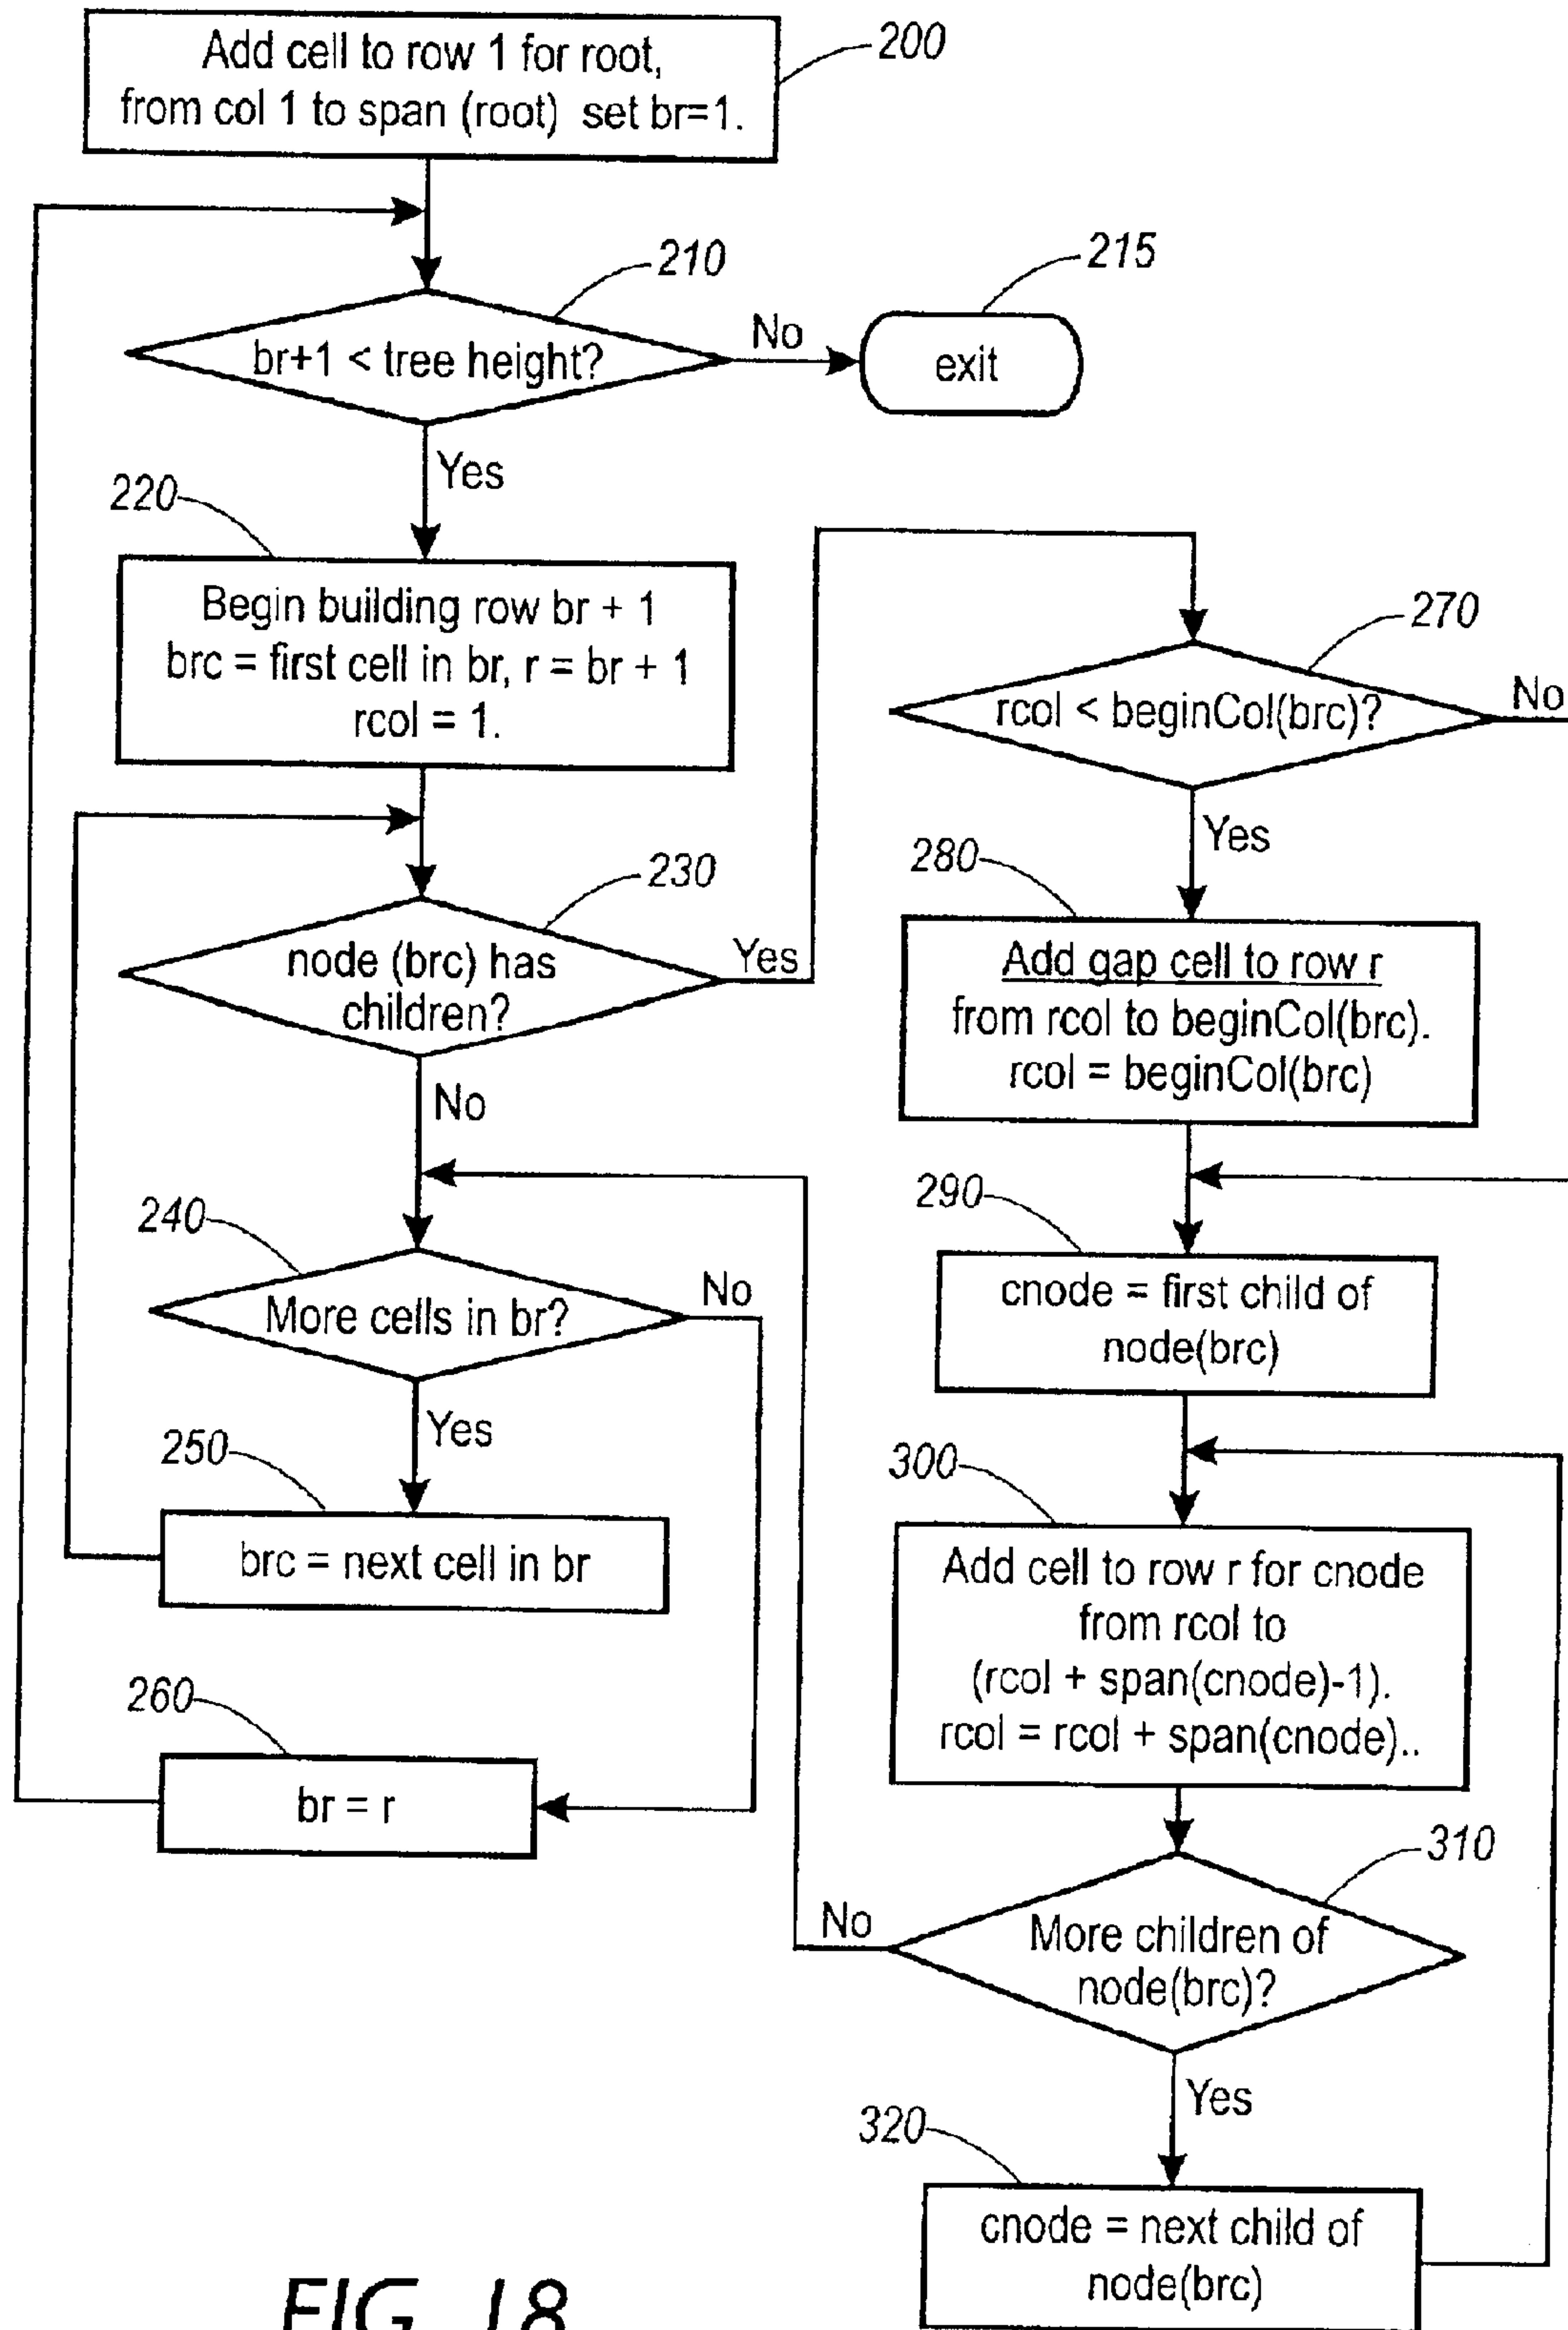 Add cell to row 1 for root,
from col 1 to span (root) set br=1.
200
210
br+1 < tree height?
No
215
exit
Yes
220
Begin building row br + 1
brc = first cell in br, r = br + 1
rcol = 1.
230
node (brc) has
children?
Yes
No
240
More cells in br?
No
Yes
250
brc = next cell in br
260
br = r
270
rcol < beginCol(brc)?
No
Yes
280
Add gap cell to row r
from rcol to beginCol(brc).
rcol = beginCol(brc)
290
cnode = first child of
node(brc)
300
Add cell to row r for cnode
from rcol to
(rcol + span(cnode)-1).
rcol = rcol + span(cnode)..
310
More children of
node(brc)?
No
Yes
320
cnode = next child of
node(brc)
FIG. 18